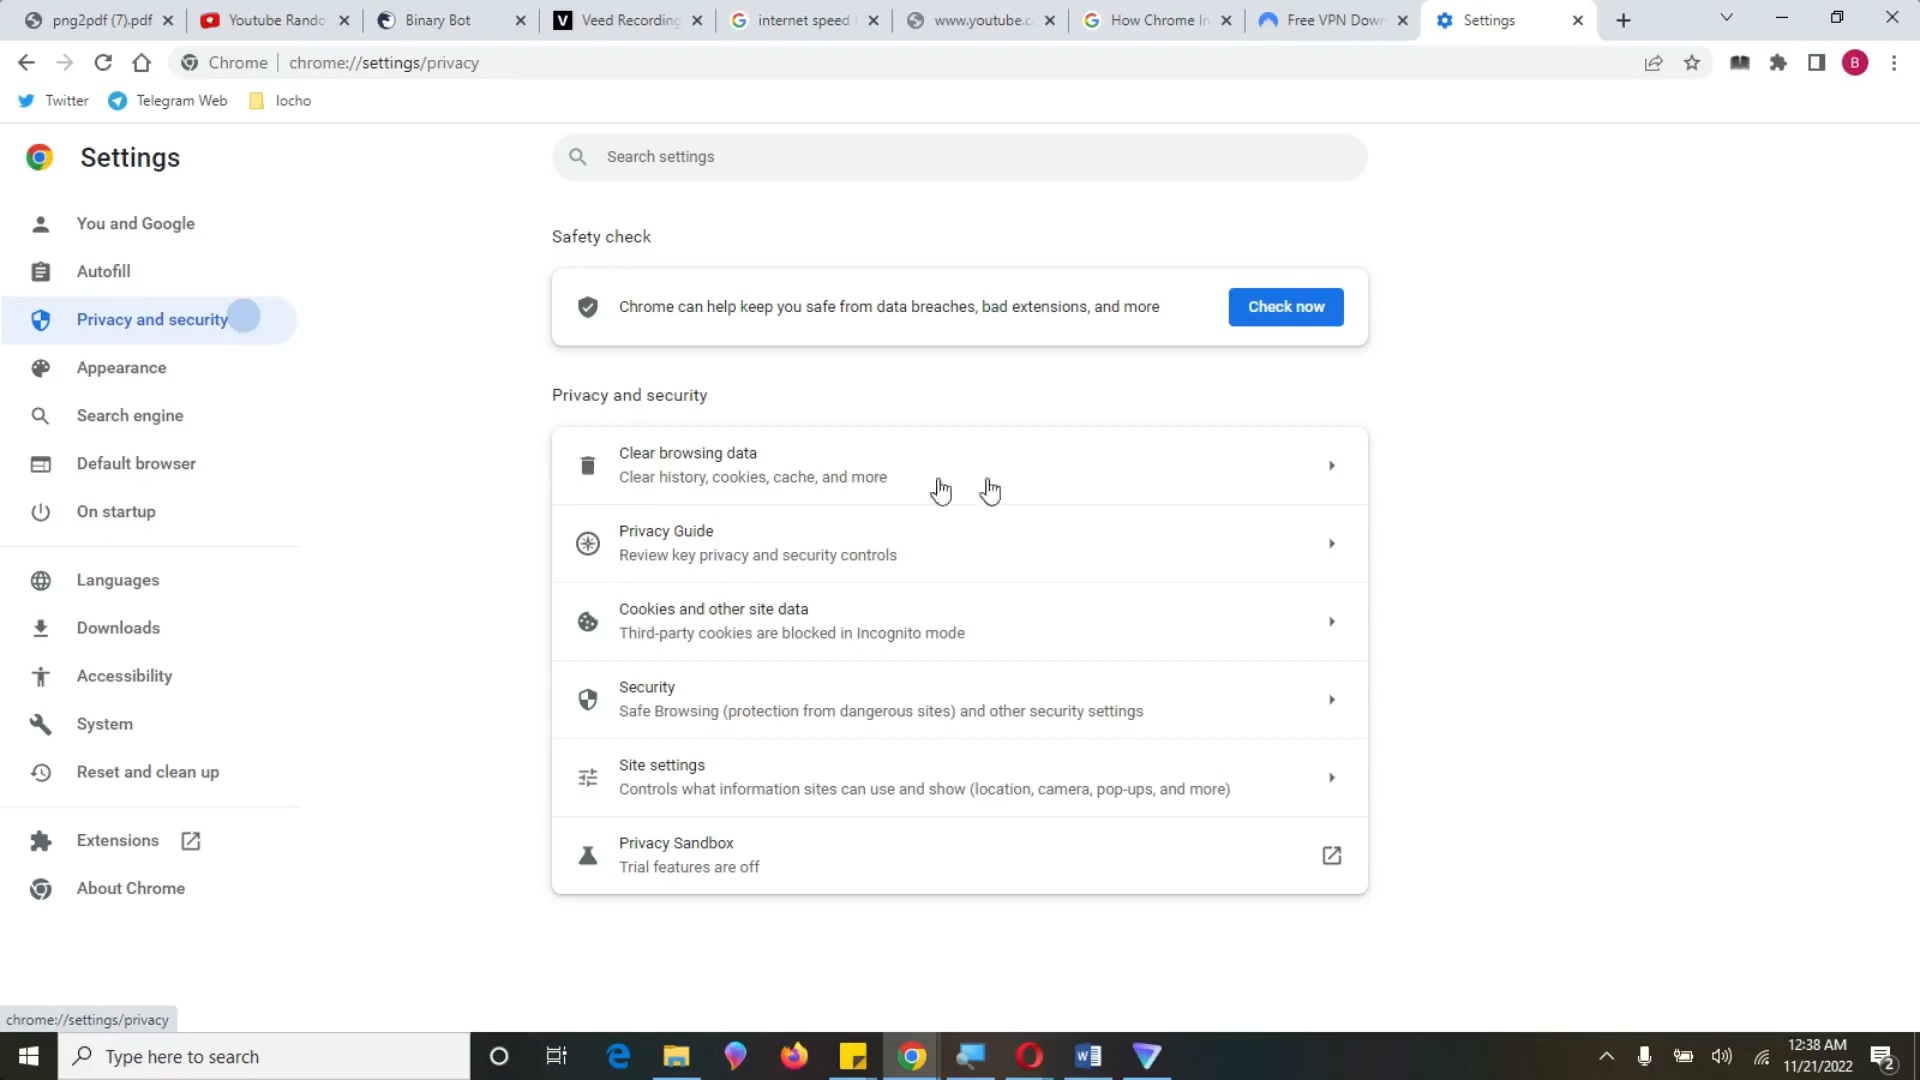 png2pdf (7).pdf
Youtube Rando
Binary Bot
Veed Recording
internet speed
www.youtube.c
How Chrome In
Free VPN Down
Settings
Chrome
chrome://settings/privacy
B
Twitter
Telegram Web
locho
Settings
Search settings
You and Google
Autofill
Privacy and security
Appearance
Search engine
Default browser
On startup
Languages
Downloads
Accessibility
System
Reset and clean up
Extensions
About Chrome
Safety check
Chrome can help keep you safe from data breaches, bad extensions, and more
Check now
Privacy and security
Clear browsing data
Clear history, cookies, cache, and more
Privacy Guide
Review key privacy and security controls
Cookies and other site data
Third-party cookies are blocked in Incognito mode
Security
Safe Browsing (protection from dangerous sites) and other security settings
Site settings
Controls what information sites can use and show (location, camera, pop-ups, and more)
Privacy Sandbox
Trial features are off
chrome://settings/privacy
Type here to search
12:38 AM
11/21/2022
2